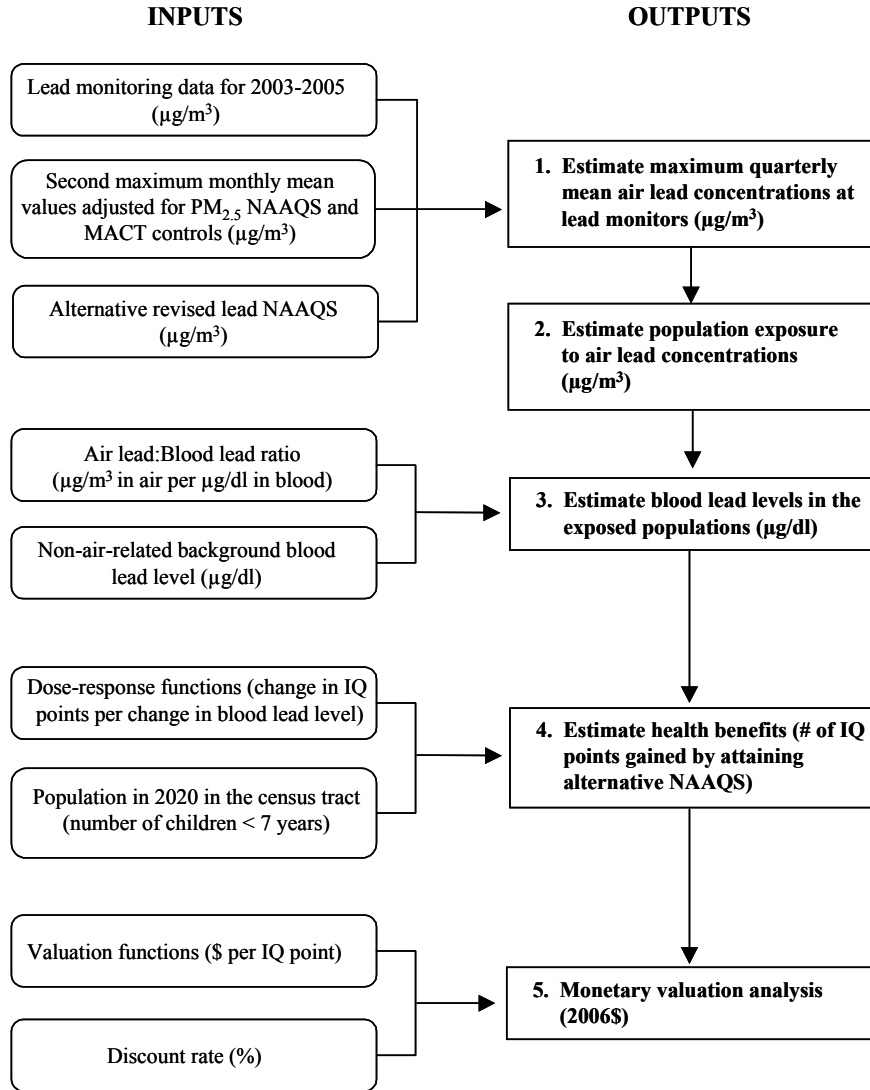 INPUTS
OUTPUTS
Lead monitoring data for 2003-2005
(µg/m³)
Second maximum monthly mean
values adjusted for PM₂.₅ NAAQS and
MACT controls (µg/m³)
Alternative revised lead NAAQS
(µg/m³)
1. Estimate maximum quarterly
mean air lead concentrations at
lead monitors (µg/m³)
2. Estimate population exposure
to air lead concentrations
(µg/m³)
Air lead:Blood lead ratio
(µg/m³ in air per µg/dl in blood)
Non-air-related background blood
lead level (µg/dl)
3. Estimate blood lead levels in the
exposed populations (µg/dl)
Dose-response functions (change in IQ
points per change in blood lead level)
Population in 2020 in the census tract
(number of children < 7 years)
4. Estimate health benefits (# of IQ
points gained by attaining
alternative NAAQS)
Valuation functions ($ per IQ point)
Discount rate (%)
5. Monetary valuation analysis
(2006$)